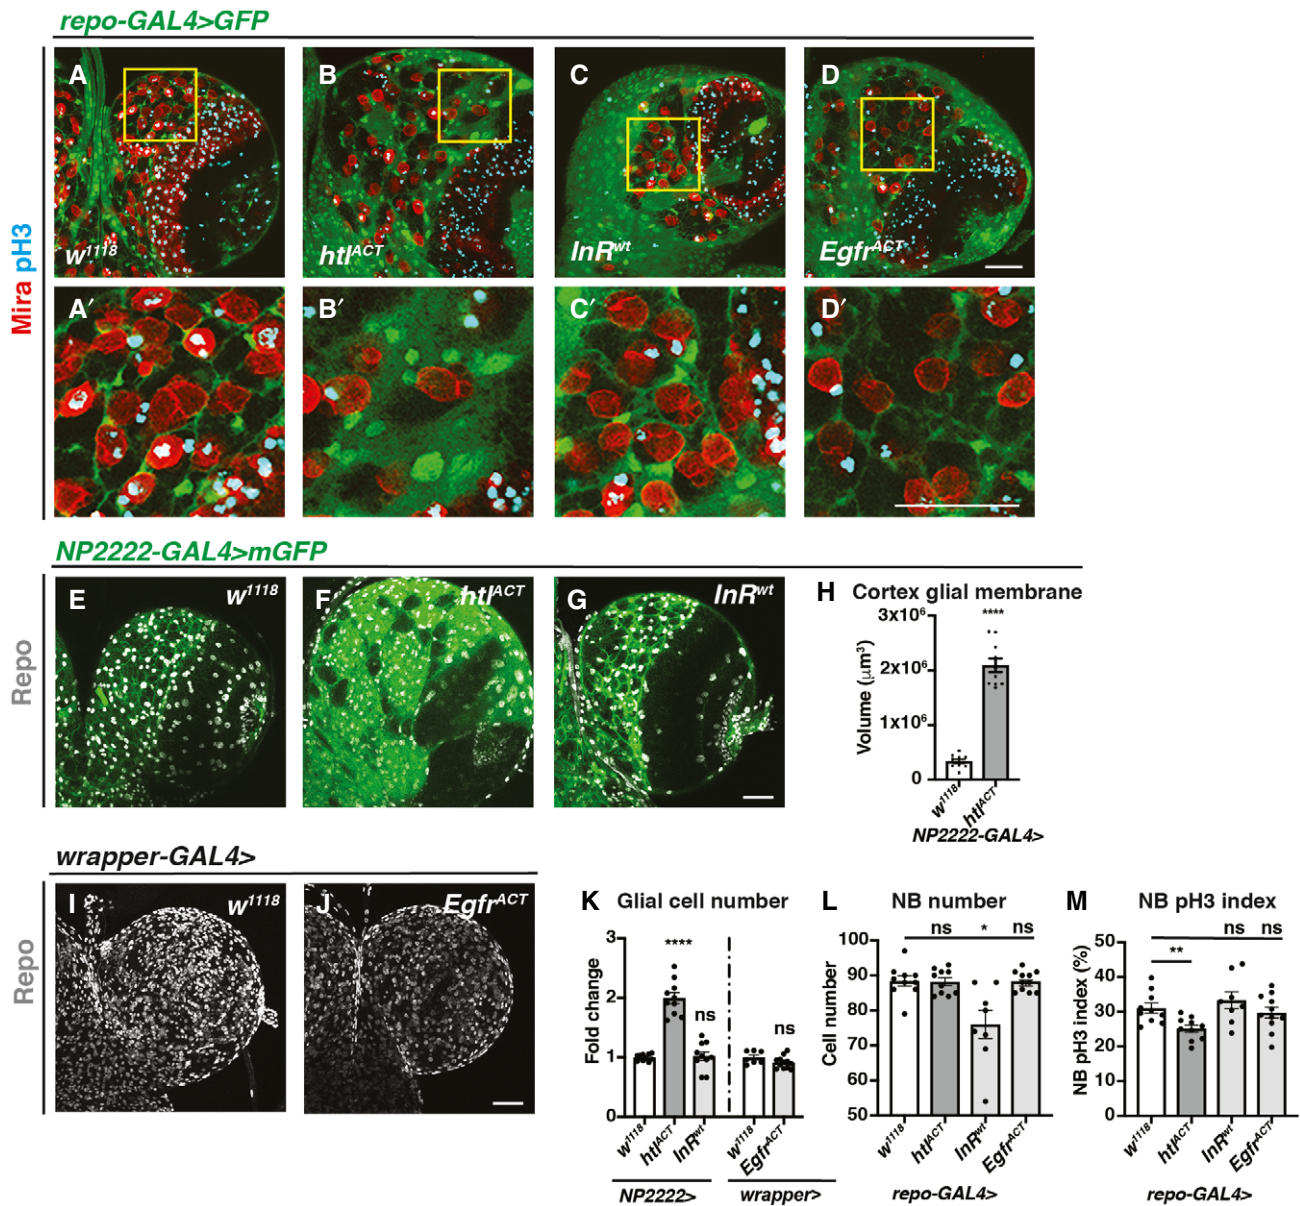 repo-GAL4>GFP
Mira pH3
A
B
C
D
w1118
htlACT
InRwt
EgfrACT
A′
B′
C′
D′
NP2222-GAL4>mGFP
Repo
E
w1118
F
htlACT
G
InRwt
H Cortex glial membrane
Volume (μm3)
3x106
2x106
1x106
0
****
w1118
htlACT
NP2222-GAL4>
wrapper-GAL4>
Repo
I
w1118
J
EgfrACT
K Glial cell number
Fold change
3
2
1
0
****
ns
ns
w1118
htlACT
InRwt
w1118
EgfrACT
NP2222>
wrapper>
L NB number
Cell number
100
90
80
70
60
50
ns
*
ns
w1118
htlACT
InRwt
EgfrACT
repo-GAL4>
M NB pH3 index
NB pH3 index (%)
50
40
30
20
10
0
**
ns
ns
w1118
htlACT
InRwt
EgfrACT
repo-GAL4>